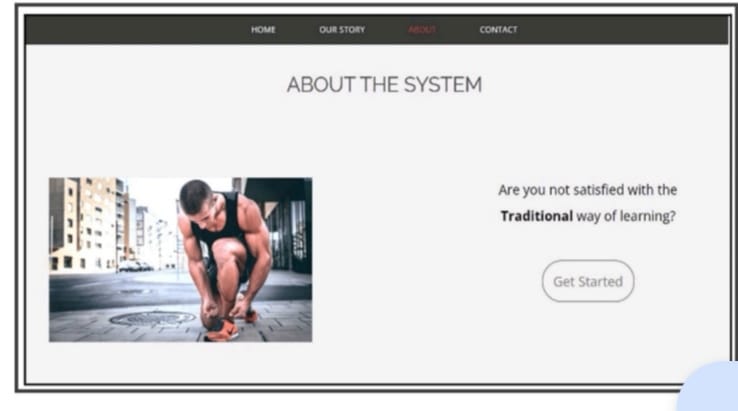 HOME OUR STORY ABOUT CONTACT
ABOUT THE SYSTEM
Are you not satisfied with the
Traditional way of learning?
Get Started